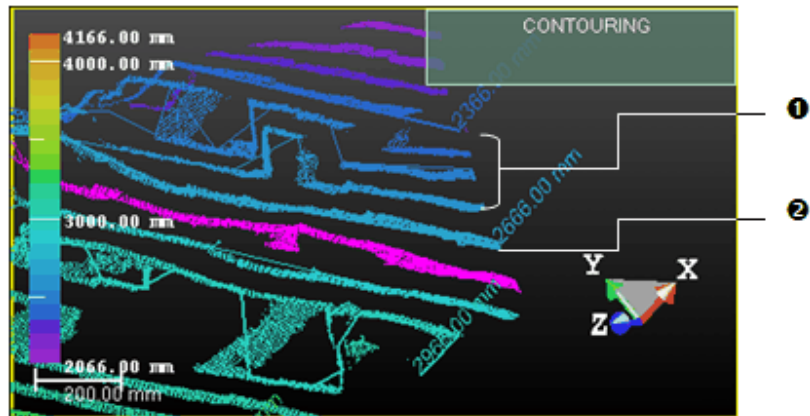 CONTOURING
4166.00 mm
4000.00 mm
2366.00 mm
❶
2666.00 mm
3000.00 mm
❷
Y
X
Z
2966.00 mm
2066.00 mm
200.00 mm